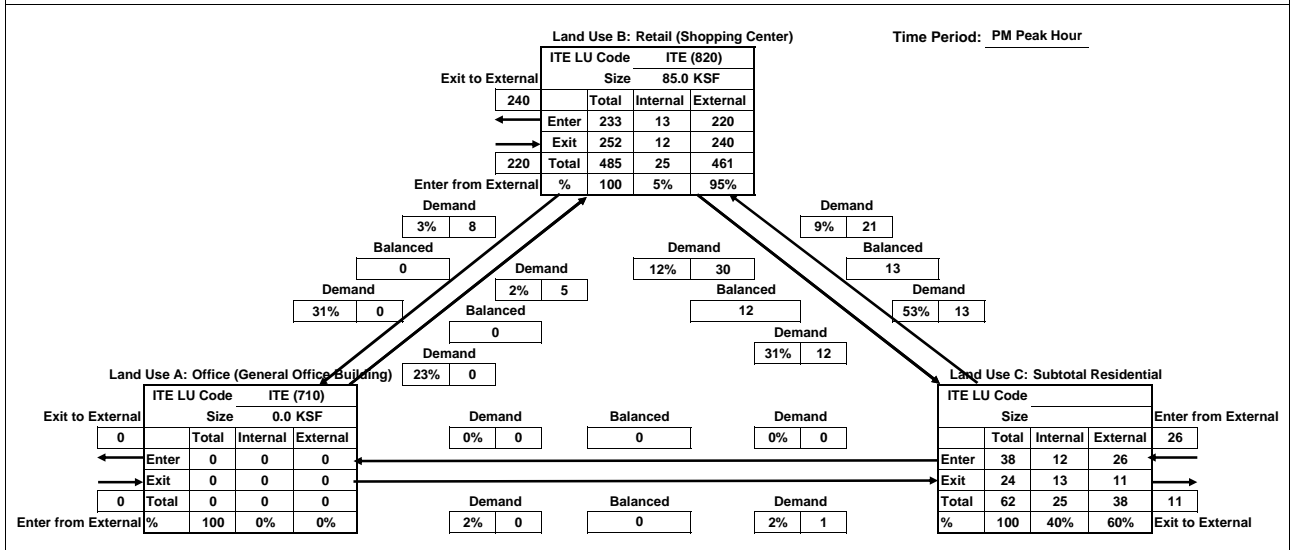 Land Use B: Retail (Shopping Center)
Time Period: PM Peak Hour
ITE LU Code ITE (820)
Exit to External Size 85.0 KSF
240 Total Internal External
Enter 233 13 220
Exit 252 12 240
220 Total 485 25 461
Enter from External % 100 5% 95%
Demand Demand
3% 8 9% 21
Balanced Demand Balanced
0 Demand 12% 30 13
Demand 2% 5 Balanced Demand
31% 0 Balanced 12 53% 13
0 Demand
Demand 31% 12
Land Use A: Office (General Office Building) 23% 0 Land Use C: Subtotal Residential
ITE LU Code ITE (710) ITE LU Code
Exit to External Size 0.0 KSF Demand Balanced Demand Size Enter from External
0 Total Internal External 0% 0 0 0% 0 Total Internal External 26
Enter 0 0 0 Enter 38 12 26
Exit 0 0 0 Exit 24 13 11
0 Total 0 0 0 Demand Balanced Demand Total 62 25 38 11
Enter from External % 100 0% 0% 2% 0 0 2% 1 % 100 40% 60% Exit to External